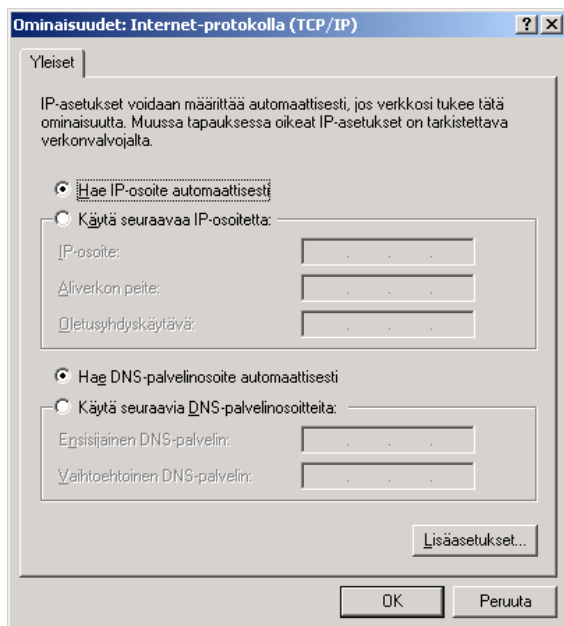 Ominaisuudet: Internet-protokolla (TCP/IP)
Yleiset
IP-asetukset voidaan määrittää automaattisesti, jos verkkosi tukee tätä
ominaisuutta. Muussa tapauksessa oikeat IP-asetukset on tarkistettava
verkonvalvojalta.
Hae IP-osoite automaattisesti
Käytä seuraavaa IP-osoitetta:
IP-osoite:
Aliverkon peite:
Oletusyhdyskäytävä:
Hae DNS-palvelinosoite automaattisesti
Käytä seuraavia DNS-palvelinosoitteita:
Ensisijainen DNS-palvelin:
Vaihtoehtoinen DNS-palvelin:
Lisäasetukset...
OK Peruuta